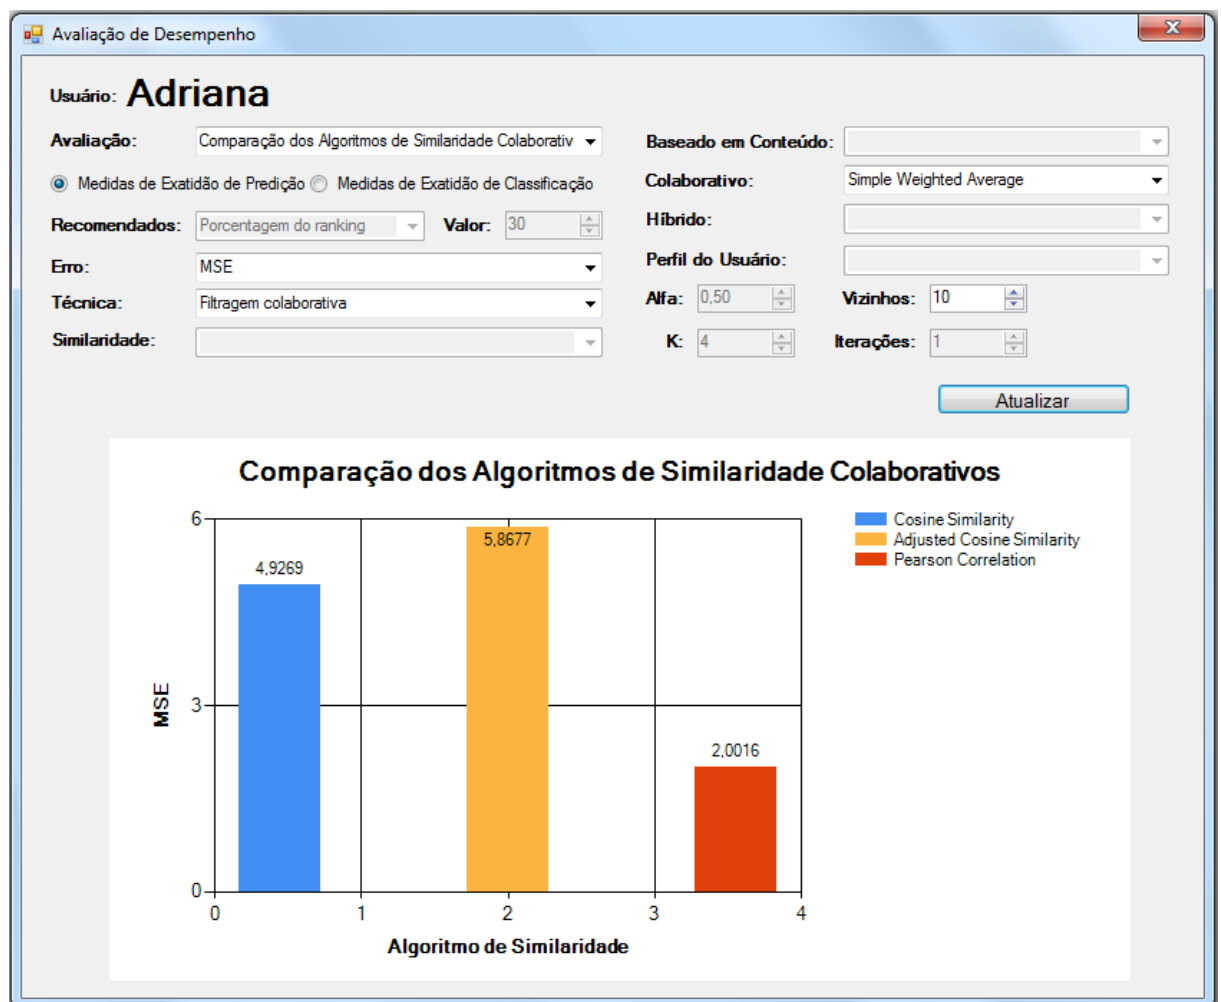 Avaliação de Desempenho
Usuário: Adriana
Avaliação: Comparação dos Algoritmos de Similaridade Colaborativ
Medidas de Exatidão de Predição Medidas de Exatidão de Classificação
Recomendados: Porcentagem do ranking Valor: 30
Erro: MSE
Técnica: Filtragem colaborativa
Similaridade:
Baseado em Conteúdo:
Colaborativo: Simple Weighted Average
Híbrido:
Perfil do Usuário:
Alfa: 0,50 Vizinhos: 10
K: 4 Iterações: 1
Atualizar
Comparação dos Algoritmos de Similaridade Colaborativos
Cosine Similarity
Adjusted Cosine Similarity
Pearson Correlation
6
5,8677
4,9269
MSE
3
2,0016
0
0 1 2 3 4
Algoritmo de Similaridade